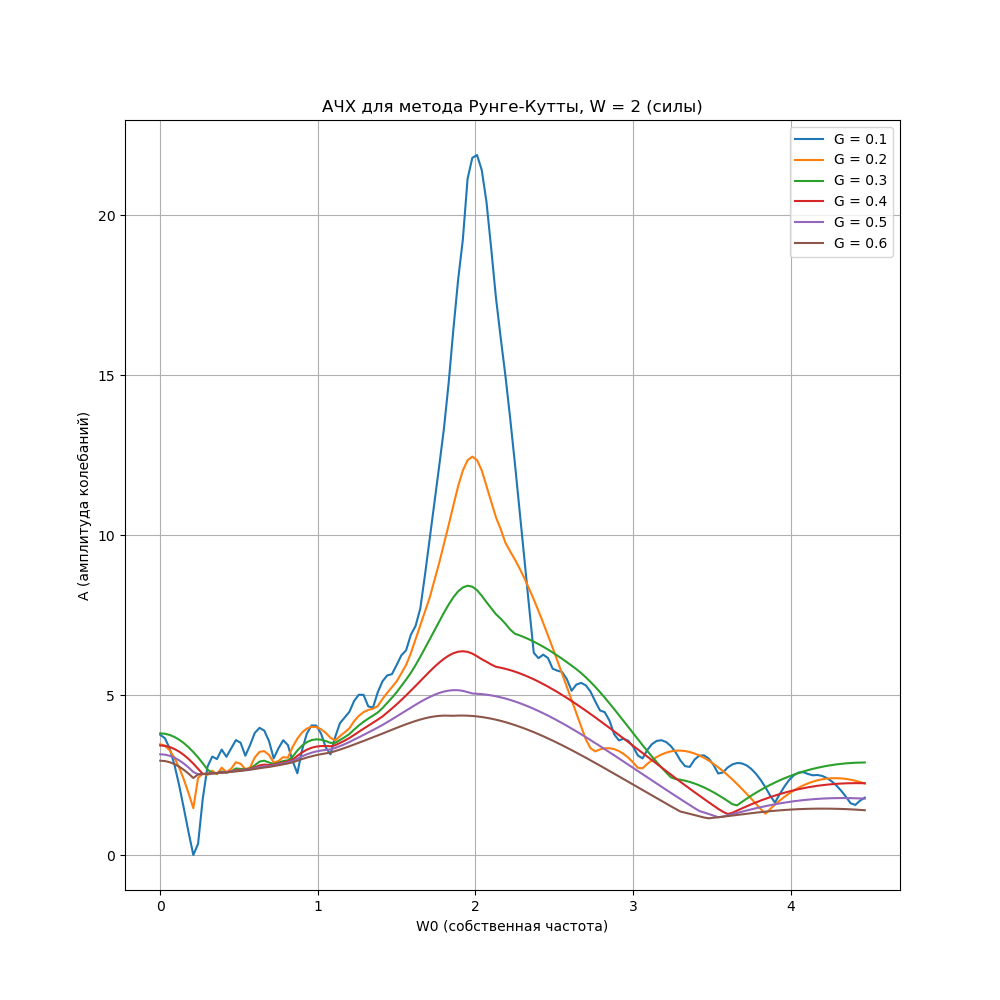 АЧХ для метода Рунге-Кутты, W = 2 (силы)
G = 0.1
G = 0.2
G = 0.3
G = 0.4
G = 0.5
G = 0.6
A (амплитуда колебаний)
20
15
10
5
0
0 1 2 3 4
W0 (собственная частота)